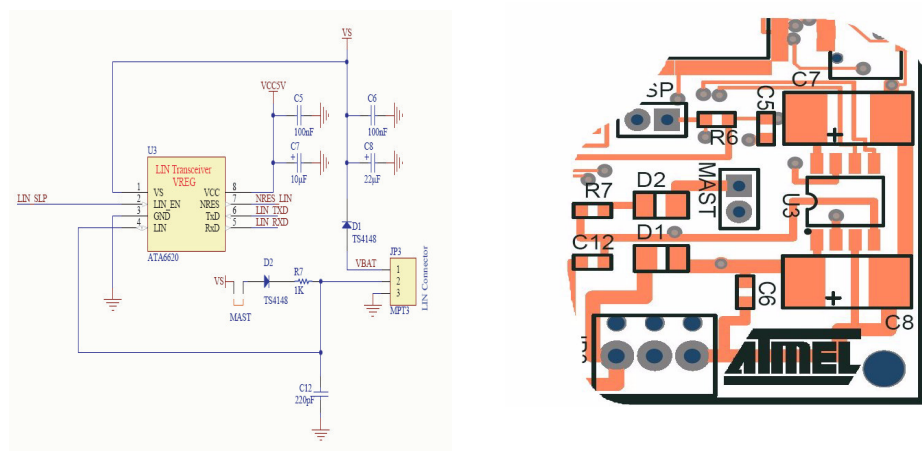 VS
VCC5V
C5
100nF
C6
100nF
C7
10µF
C8
22µF
U3
LIN Transceiver
VREG
1
VS
VCC
8
LIN_SLP
2
LIN_EN
NRES
7
NRES_LIN
3
GND
TxD
6
LIN_TXD
4
LIN
RxD
5
LIN_RXD
ATA6620
D1
TS4148
VBAT
JP3
1
2
3
MPT3
LIN Connector
VS
MAST
D2
TS4148
R7
1K
C12
220pF
SP
C7
C5
R6
MAST
R7
D2
U3
D1
C12
C6
C8
ATMEL